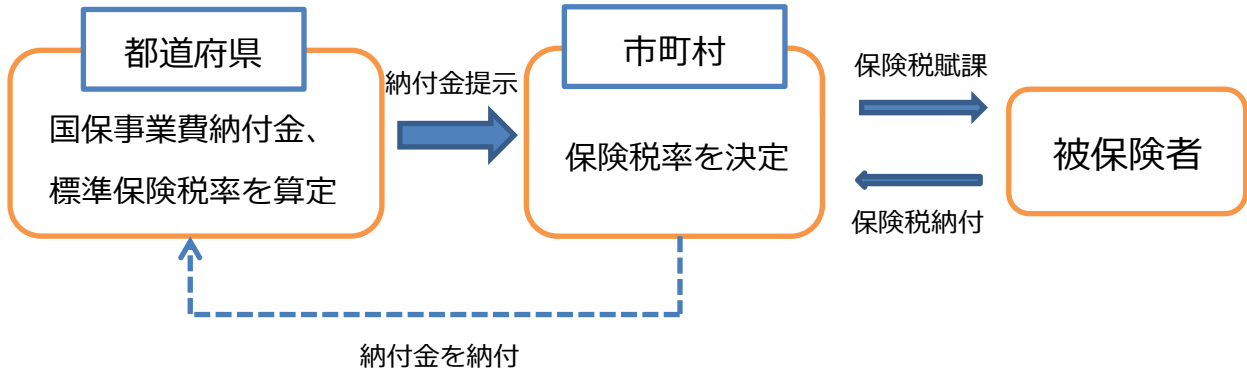 都道府県
国保事業費納付金、
標準保険税率を算定
納付金提示
市町村
保険税率を決定
保険税賦課
保険税納付
被保険者
納付金を納付